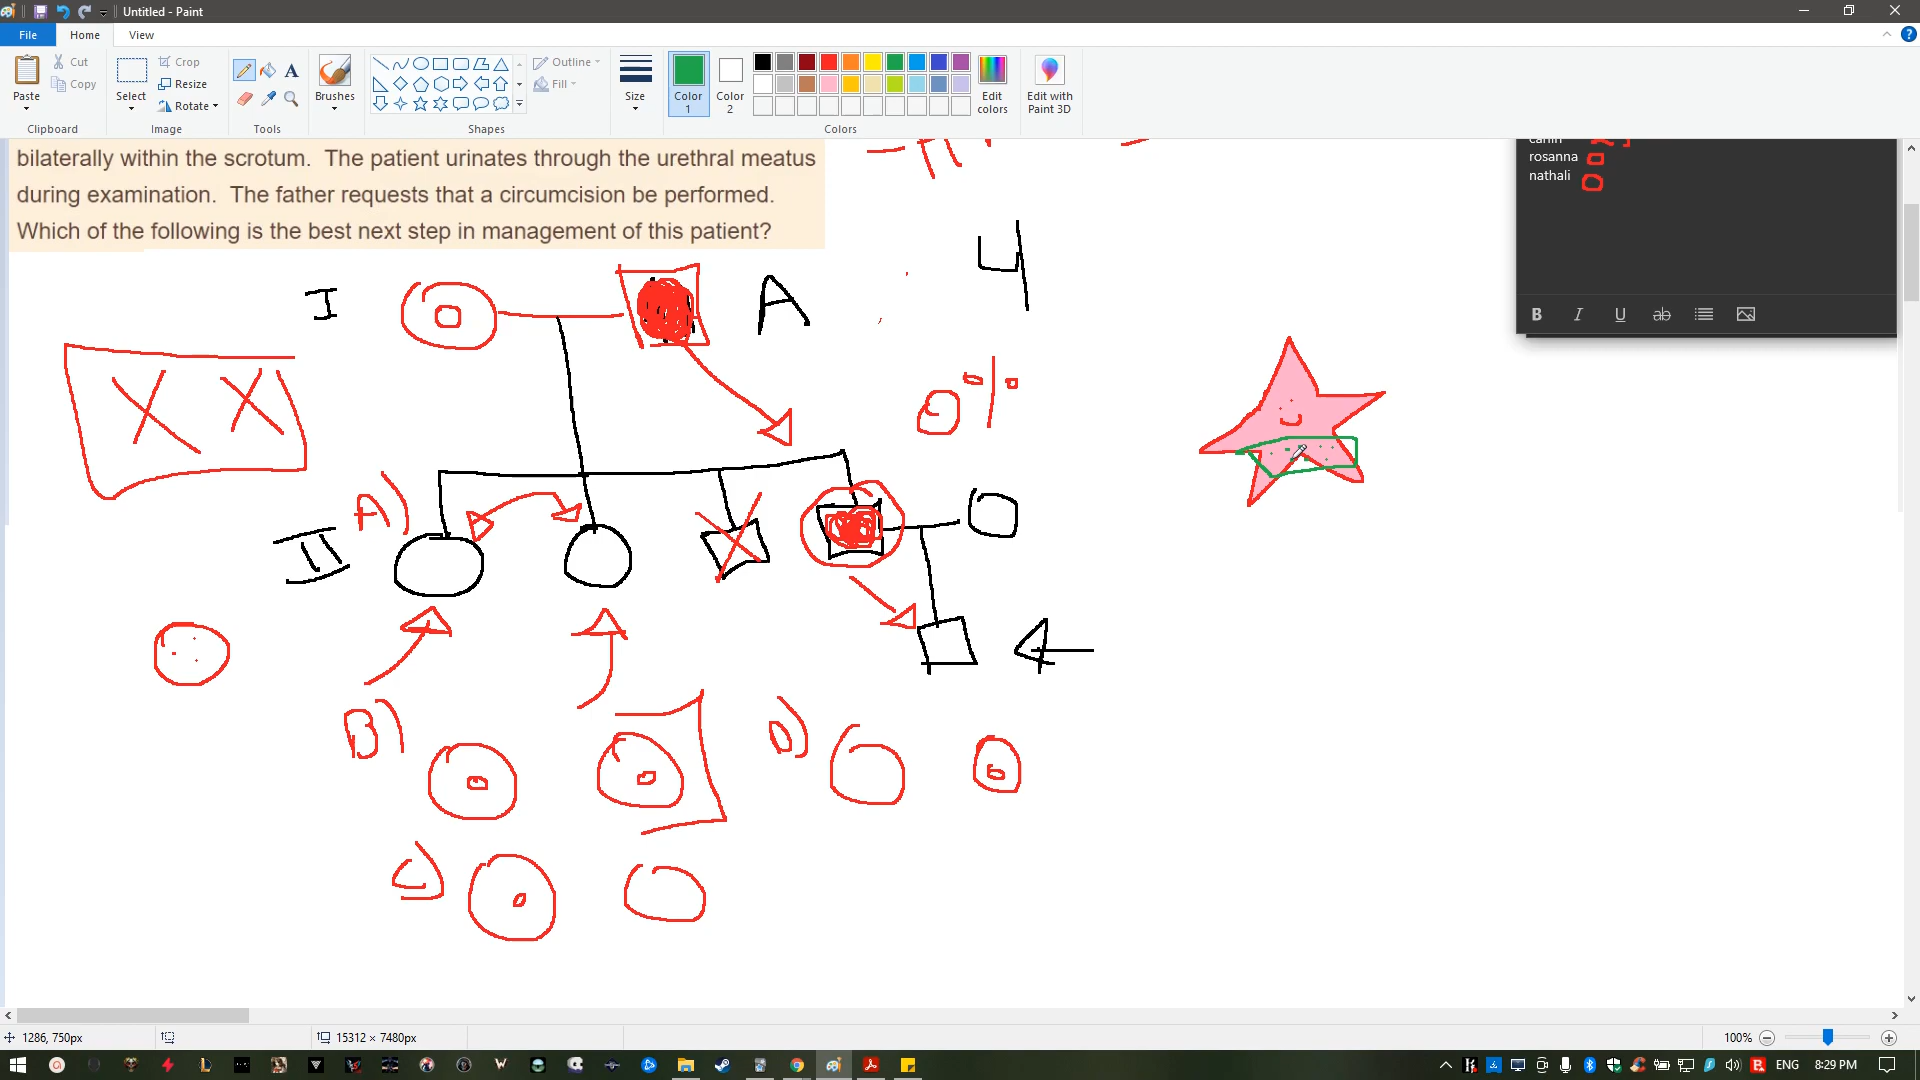 Untitled - Paint
File
Home
View
Paste
Cut
Copy
Clipboard
Select
Crop
Resize
Rotate
Image
Tools
Brushes
Shapes
Outline
Fill
Size
Color 1
Color 2
Colors
Edit colors
Edit with Paint 3D
bilaterally within the scrotum. The patient urinates through the urethral meatus
during examination. The father requests that a circumcision be performed.
Which of the following is the best next step in management of this patient?
rosanna
nathali
B I U ab
I
A
4
0%
X X
A)
II
B)
D)
C)
1286, 750px
15312 × 7480px
100%
ENG
8:29 PM